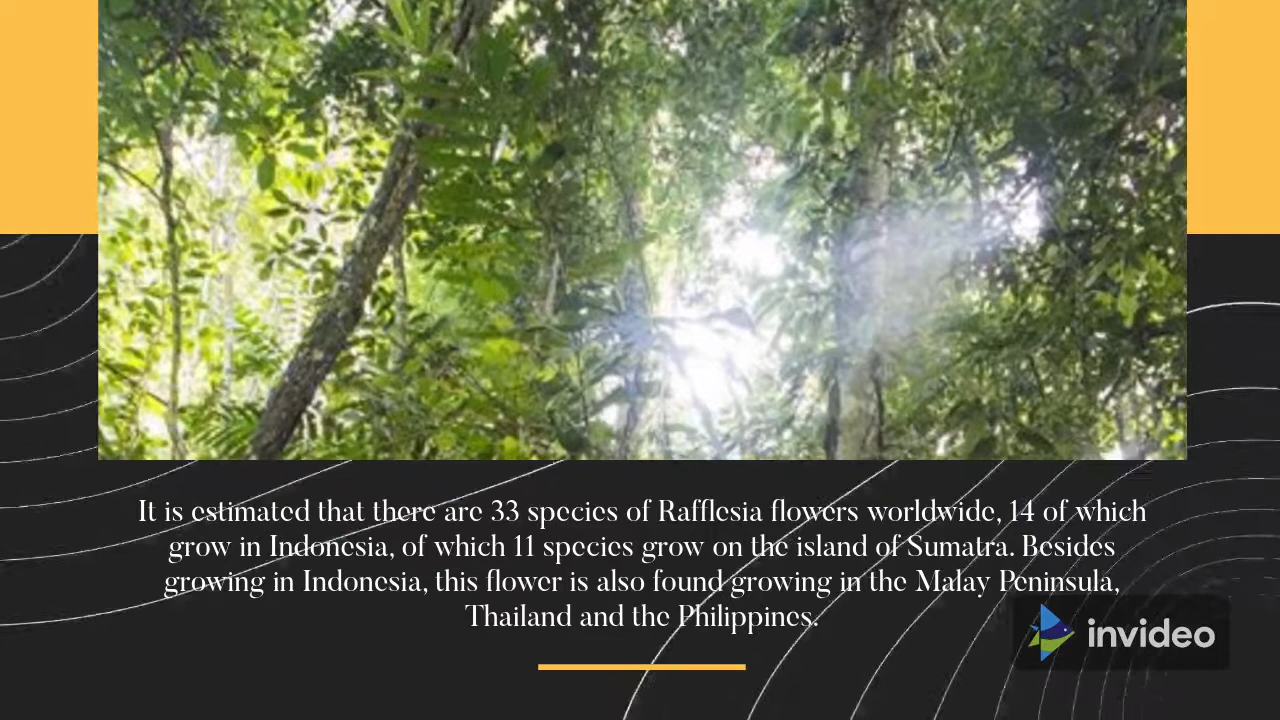 It is estimated that there are 33 species of Rafflesia flowers worldwide, 14 of which
grow in Indonesia, of which 11 species grow on the island of Sumatra. Besides
growing in Indonesia, this flower is also found growing in the Malay Peninsula,
Thailand and the Philippines.
invideo